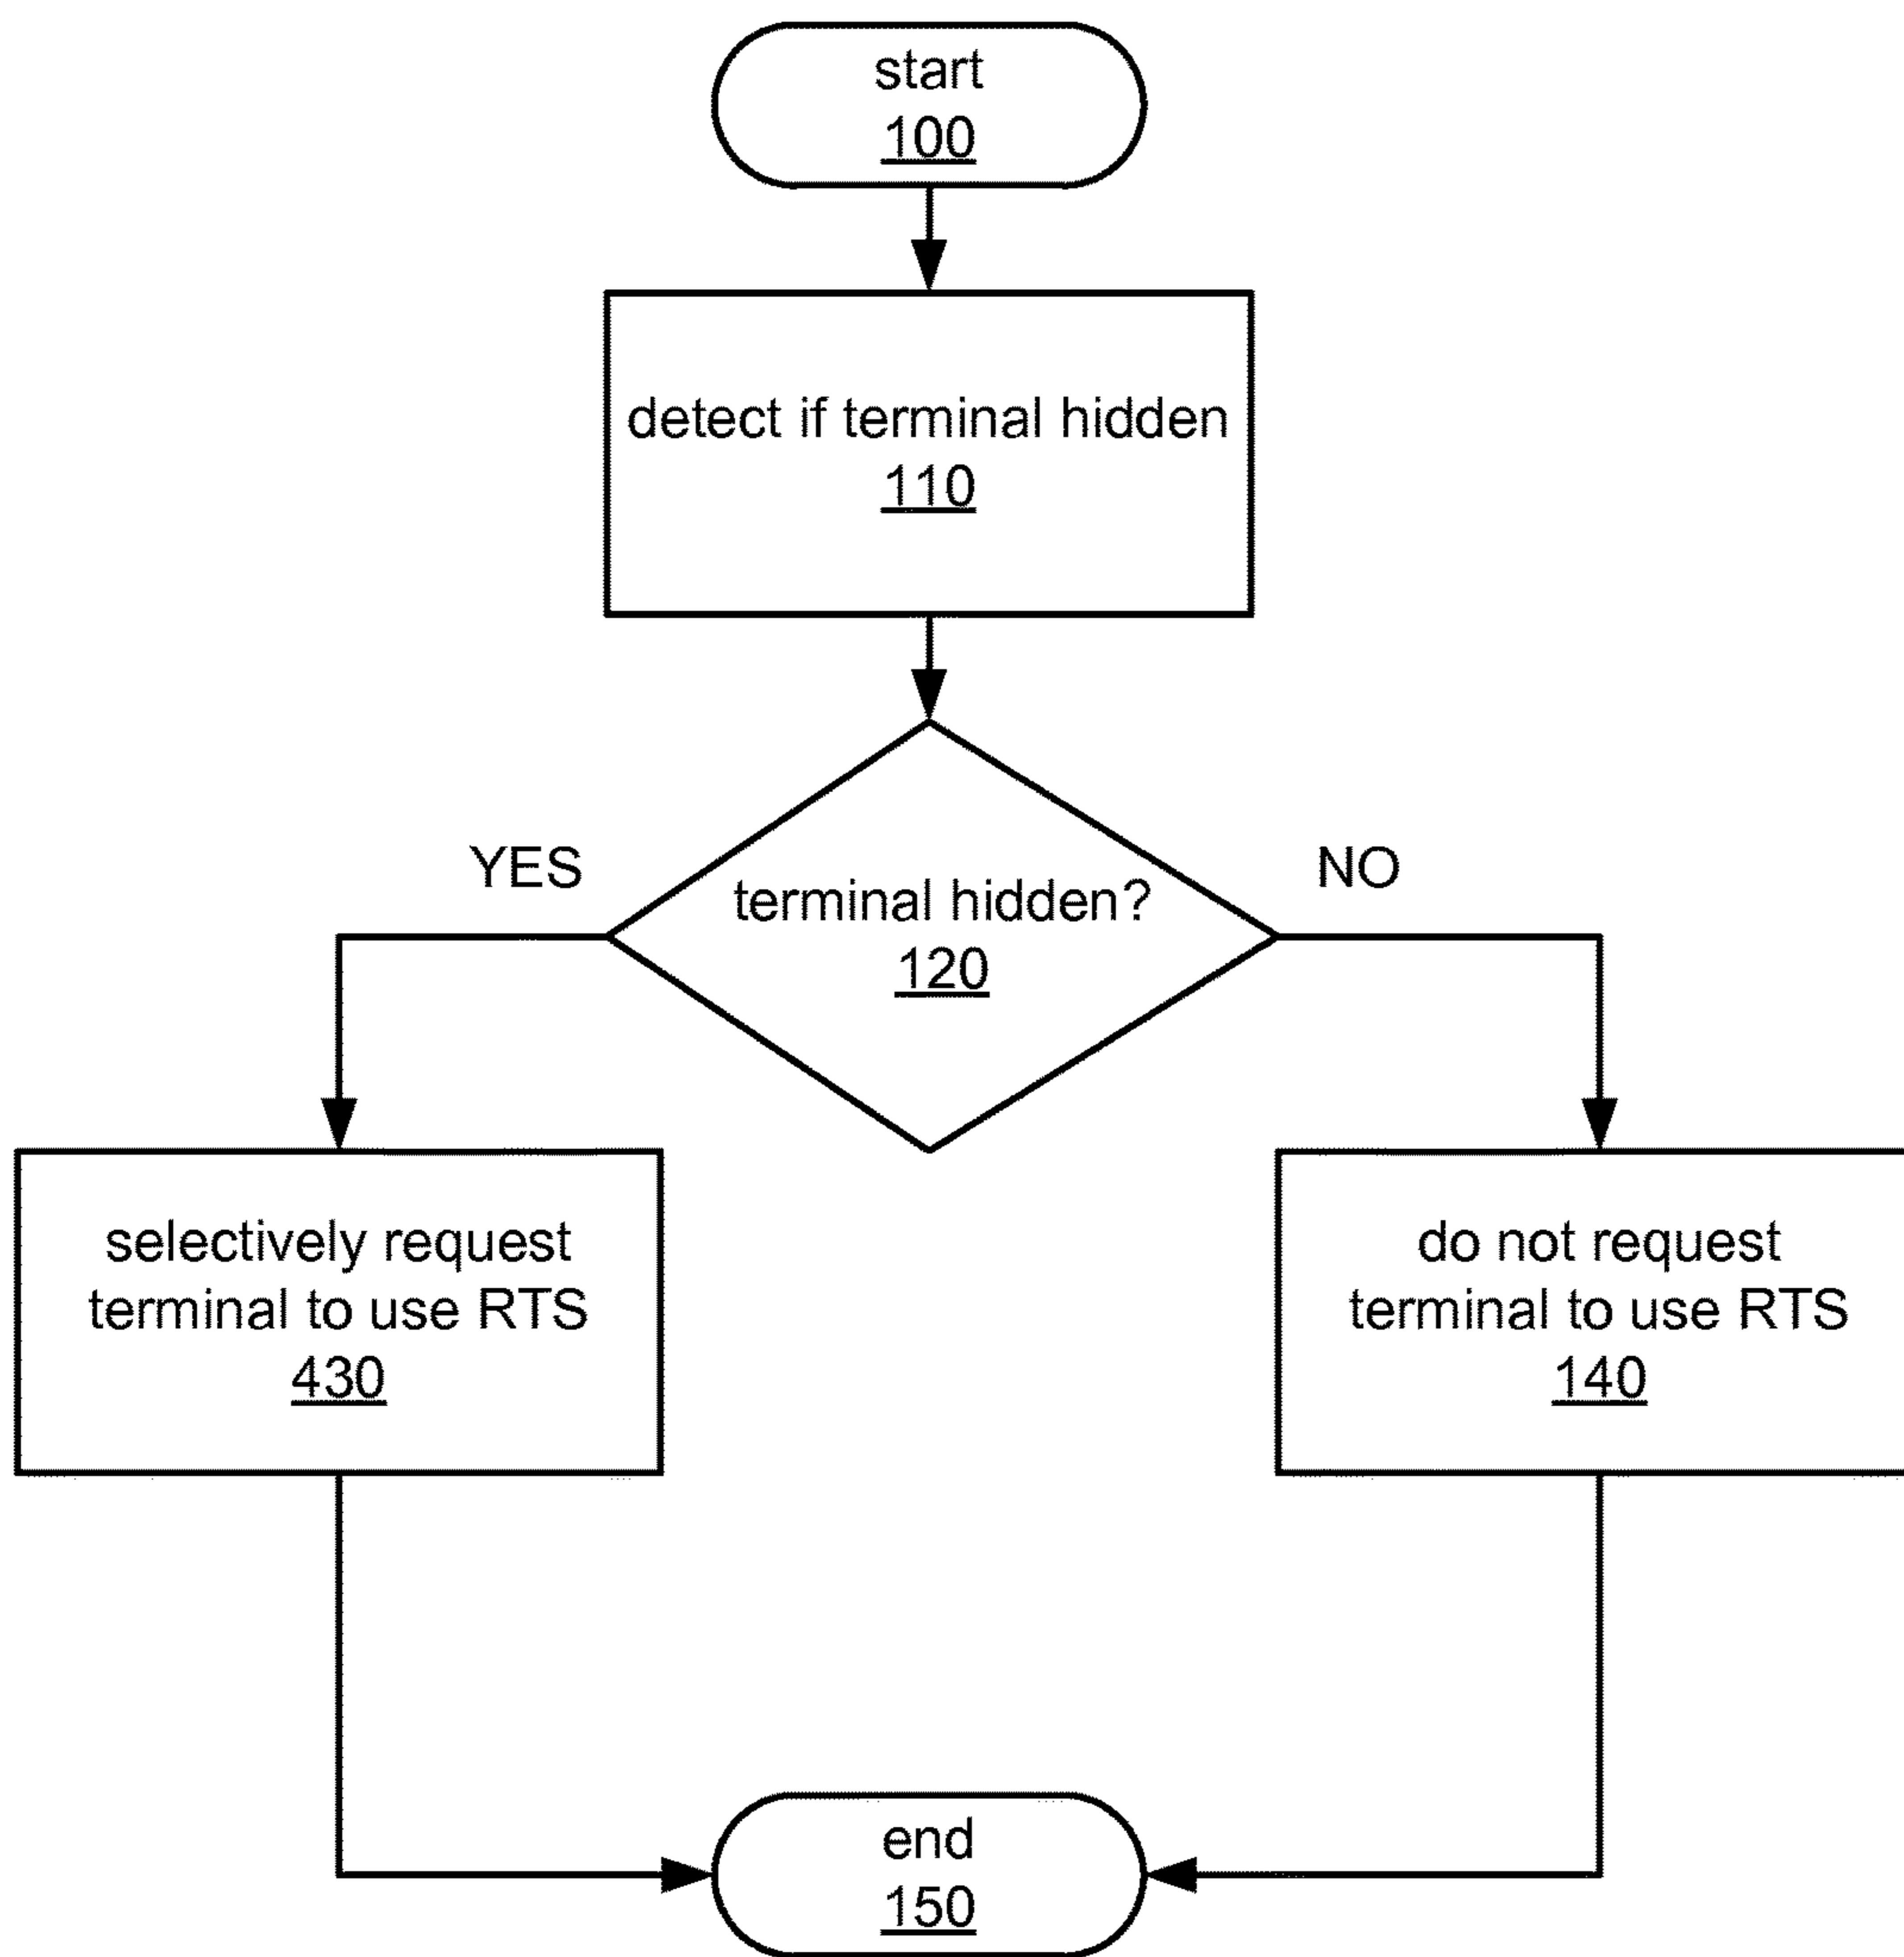 start
100
detect if terminal hidden
110
YES
NO
terminal hidden?
120
selectively request
terminal to use RTS
430
do not request
terminal to use RTS
140
end
150